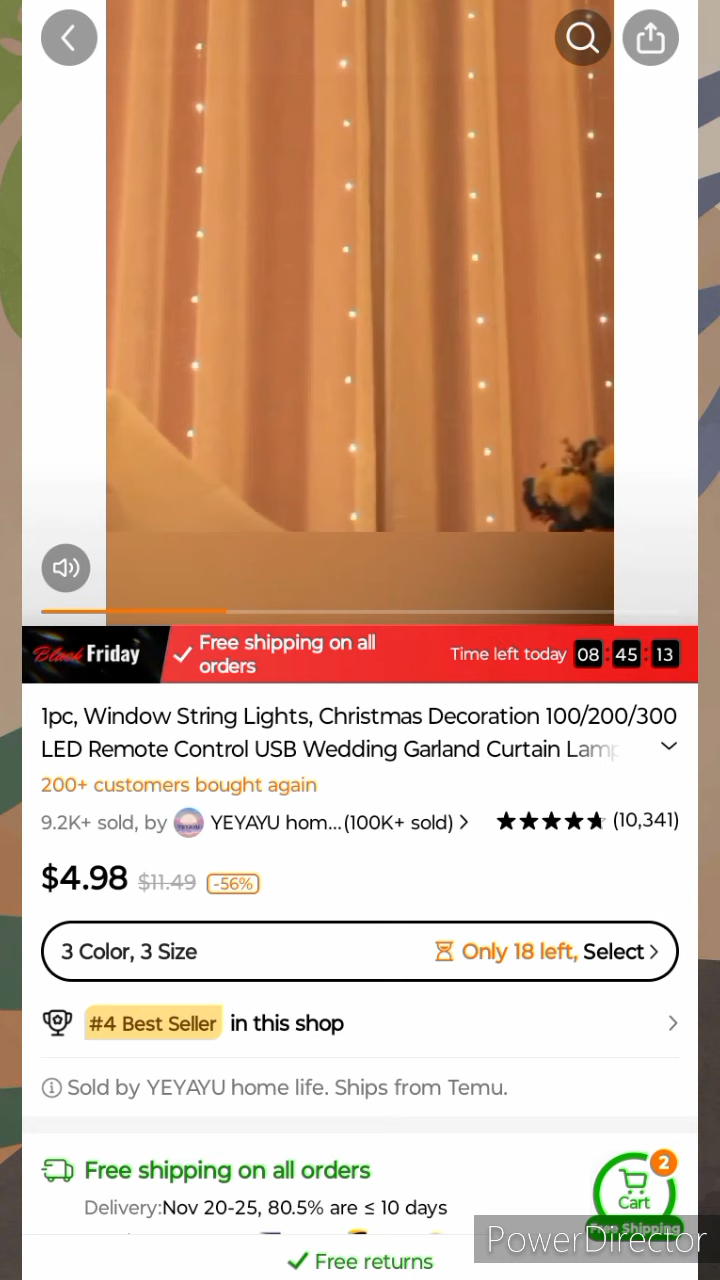 Black Friday
Free shipping on all
orders
Time left today 08:45:13
1pc, Window String Lights, Christmas Decoration 100/200/300
LED Remote Control USB Wedding Garland Curtain Lamp
200+ customers bought again
9.2K+ sold, by YEYAYU hom...(100K+ sold) (10,341)
$4.98 $11.49 -56%
3 Color, 3 Size
Only 18 left, Select
#4 Best Seller in this shop
Sold by YEYAYU home life. Ships from Temu.
Free shipping on all orders
2
Cart
Free Shipping
Delivery:Nov 20-25, 80.5% are ≤ 10 days
Free returns
PowerDirector